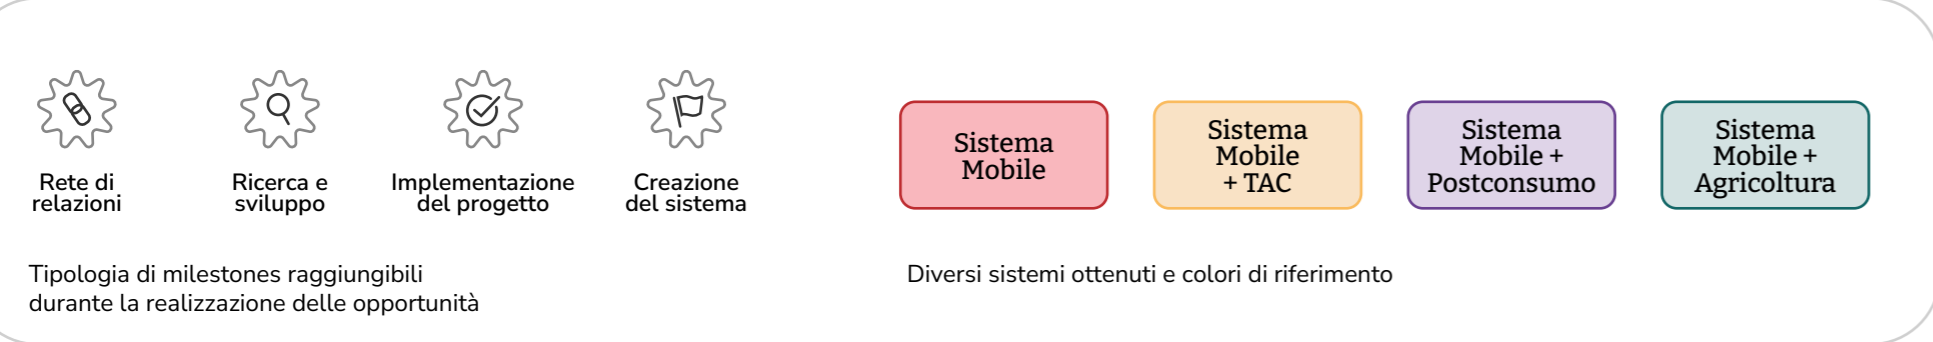 Rete di
relazioni
Ricerca e
sviluppo
Implementazione
del progetto
Creazione
del sistema
Tipologia di milestones raggiungibili
durante la realizzazione delle opportunità
Sistema
Mobile
Sistema
Mobile
+ TAC
Sistema
Mobile +
Postconsumo
Sistema
Mobile +
Agricoltura
Diversi sistemi ottenuti e colori di riferimento